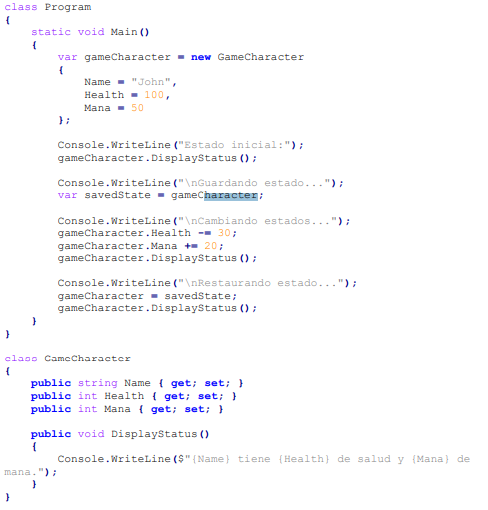 class Program
{
static void Main()
{
var gameCharacter = new GameCharacter
{
Name = "John",
Health = 100,
Mana = 50
};
Console.WriteLine("Estado inicial:");
gameCharacter.DisplayStatus();
Console.WriteLine("\nGuardando estado...");
var savedState = gameCharacter;
Console.WriteLine("\nCambiando estados...");
gameCharacter.Health -= 30;
gameCharacter.Mana += 20;
gameCharacter.DisplayStatus();
Console.WriteLine("\nRestaurando estado...");
gameCharacter = savedState;
gameCharacter.DisplayStatus();
}
}
class GameCharacter
{
public string Name { get; set; }
public int Health { get; set; }
public int Mana { get; set; }
public void DisplayStatus()
{
Console.WriteLine($"{Name} tiene {Health} de salud y {Mana} de
mana.");
}
}